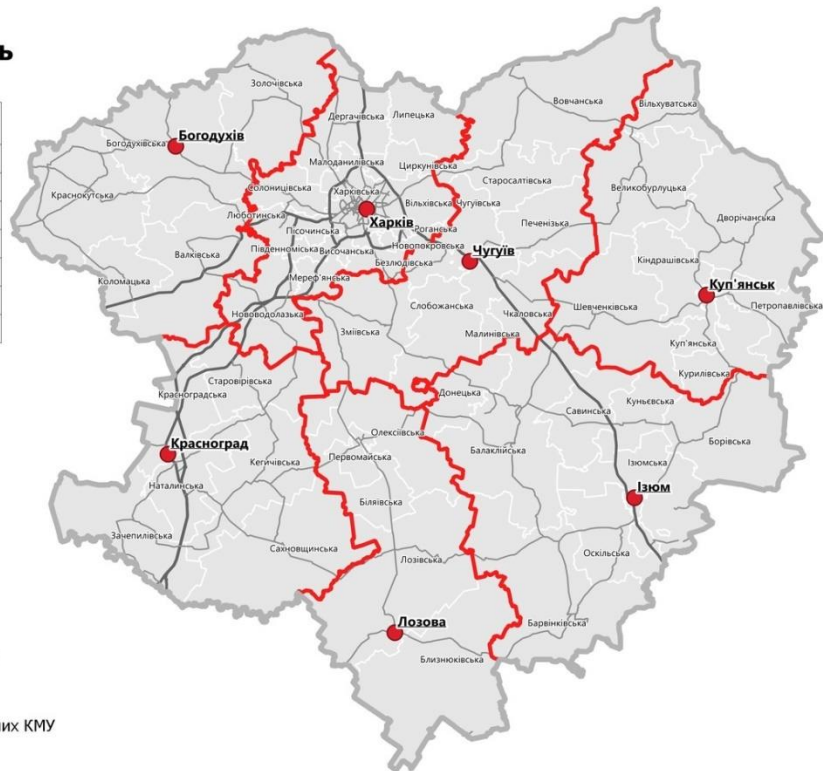 ь
Золочівська
Вовчанська
Вільхуватська
Дергачівська
Липецька
Богодухівська
Богодухів
Малоданилівська
Циркунівська
Старосалтівська
Великобурлуцька
Краснокутська
Солоницівська
Харківська
Вільхівська
Чугуївська
Дворічанська
Люботинська
Харків
Пісочинська
Роганська
Печенізька
Валківська
Південноміська
Височанська
Новопокровська
Чугуїв
Безлюдівська
Кіндрашівська
Коломацька
Мереф'янська
Слобожанська
Куп'янськ
Нововодолазька
Зміївська
Чкаловська
Шевченківська
Петропавлівська
Малинівська
Куп'янська
Старовірівська
Курилівська
Красноградська
Донецька
Савинська
Куньєвська
Олексіївська
Борівська
Красноград
Первомайська
Балаклійська
Кегичівська
Ізюмська
Наталинська
Біляївська
Ізюм
Зачепилівська
Сахновщинська
Лозівська
Оскільська
Лозова
Барвінківська
Близнюківська
их КМУ